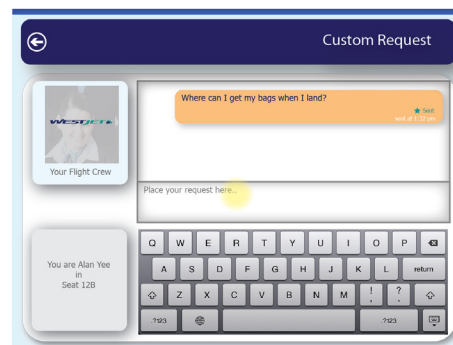 Custom Request
Where can I get my bags when I land?
Sent
sent at 1:32 pm
WESTJET
Your Flight Crew
Place your request here..
You are Alan Yee
in
Seat 12B
Q W E R T Y U I O P
A S D F G H J K L return
Z X C V B N M ! , ? .
.?123 .?123